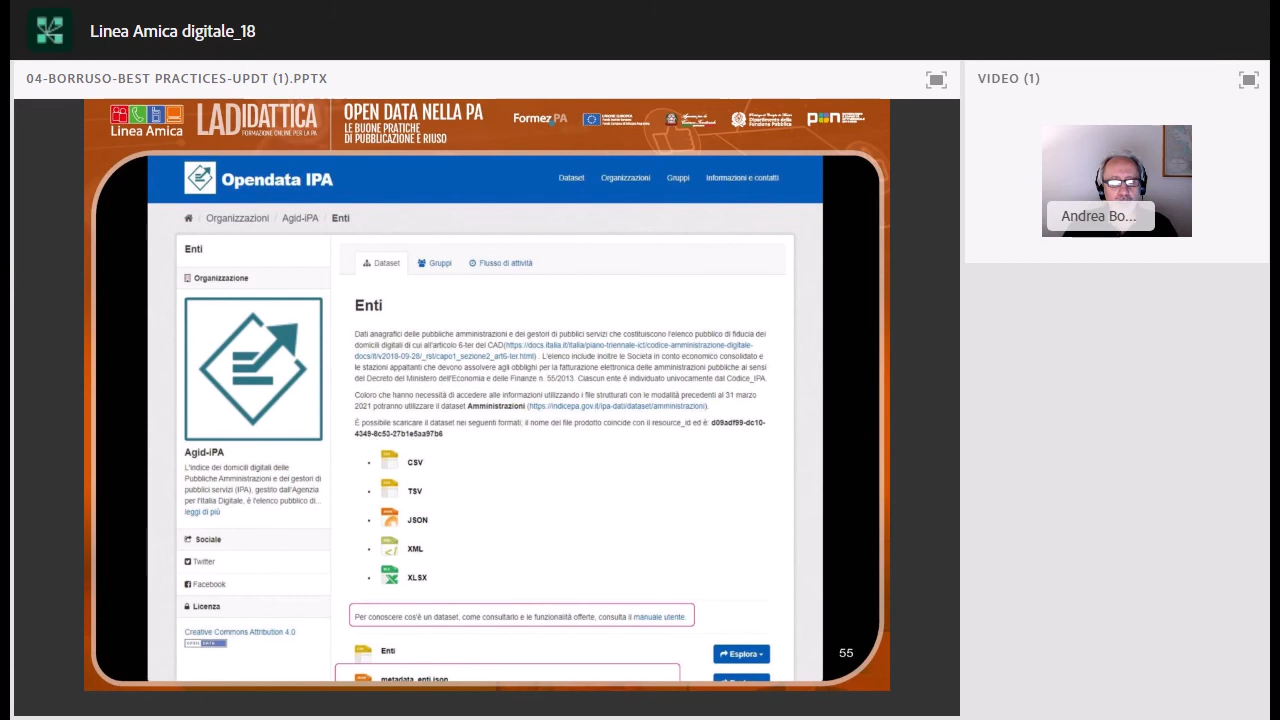 Linea Amica digitale_18
04-BORRUSO-BEST PRACTICES-UPDT (1).PPTX
VIDEO (1)
Linea Amica
LADIDATTICA
FORMAZIONE ONLINE PER LA PA
OPEN DATA NELLA PA
LE BUONE PRATICHE
DI PUBBLICAZIONE E RIUSO
FormezPA
UNIONE EUROPEA
pon
Opendata IPA
Dataset
Organizzazioni
Gruppi
Informazioni e contatti
Organizzazioni / Agid-iPA / Enti
Enti
Organizzazione
Agid-iPA
L'indice dei domicili digitali delle
Pubbliche Amministrazioni e dei gestori di
pubblici servizi (IPA), gestito dall'Agenzia
per l'Italia Digitale, è l'elenco pubblico di...
leggi di più
Sociale
Twitter
Facebook
Licenza
Creative Commons Attribution 4.0
OPEN DATA
Dataset
Gruppi
Flusso di attività
Enti
Dati anagrafici delle pubbliche amministrazioni e dei gestori di pubblici servizi che costituiscono l'elenco pubblico di fiducia dei
domicili digitali di cui all'articolo 6-ter del CAD(https://docs.italia.it/italia/piano-triennale-ict/codice-amministrazione-digitale-
docs/it/v2018-09-28/_rst/capo1_sezione2_art6-ter.html) . L'elenco include inoltre le Societa in conto economico consolidato e
le stazioni appaltanti che devono assolvere agli obblighi per la fatturazione elettronica delle amministrazioni pubbliche ai sensi
del Decreto del Ministero dell'Economia e delle Finanze n. 55/2013. Ciascun ente è individuato univocamente dal Codice_IPA.
Coloro che hanno necessità di accedere alle informazioni utilizzando i file strutturati con le modalità precedenti al 31 marzo
2021 potranno utilizzare il dataset Amministrazioni (https://indicepa.gov.it/ipa-dati/dataset/amministrazioni).
È possibile scaricare il dataset nei seguenti formati; il nome del file prodotto coincide con il resource_id ed è: d09adf99-dc10-
4349-8c53-27b1e5aa97b6
CSV
TSV
JSON
XML
XLSX
Per conoscere cos'è un dataset, come consultarlo e le funzionalità offerte, consulta il manuale utente.
Enti
Esplora
metadata_enti.json
55
Andrea Bo...